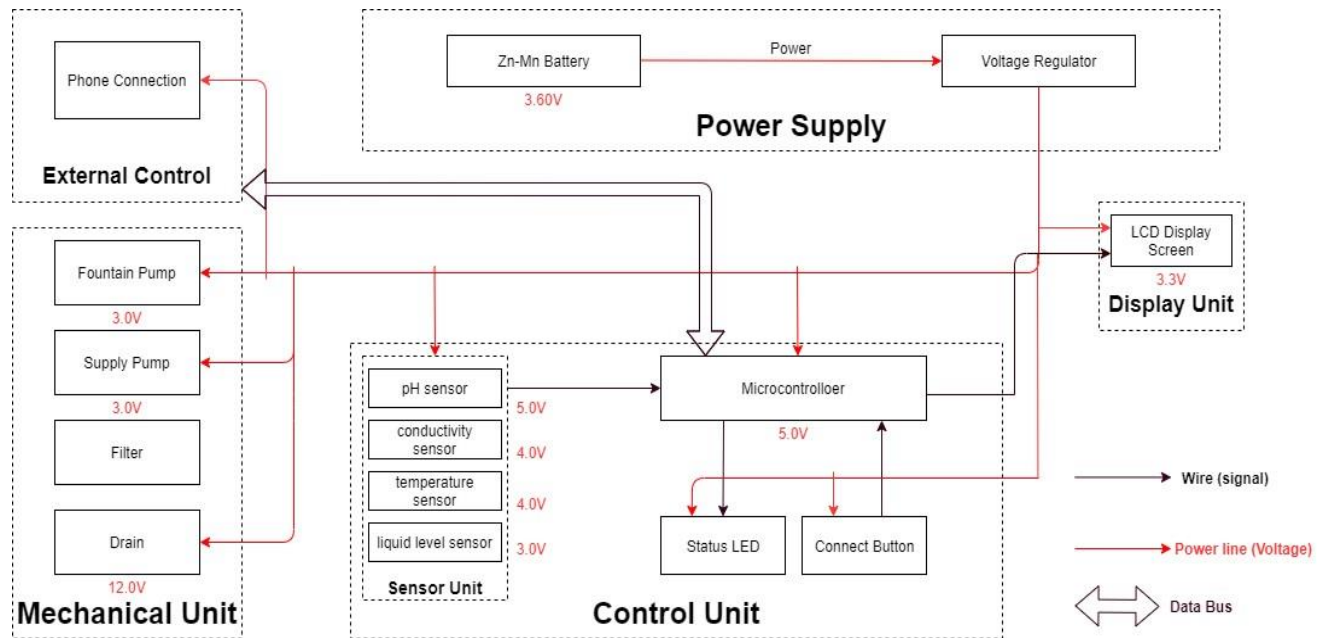 Phone Connection
External Control
Zn-Mn Battery
3.60V
Power
Voltage Regulator
Power Supply
Fountain Pump
3.0V
Supply Pump
3.0V
Filter
Drain
12.0V
Mechanical Unit
LCD Display
Screen
3.3V
Display Unit
pH sensor
5.0V
conductivity
sensor
4.0V
temperature
sensor
4.0V
liquid level sensor
3.0V
Sensor Unit
Microcontrolloer
5.0V
Status LED
Connect Button
Control Unit
Wire (signal)
Power line (Voltage)
Data Bus